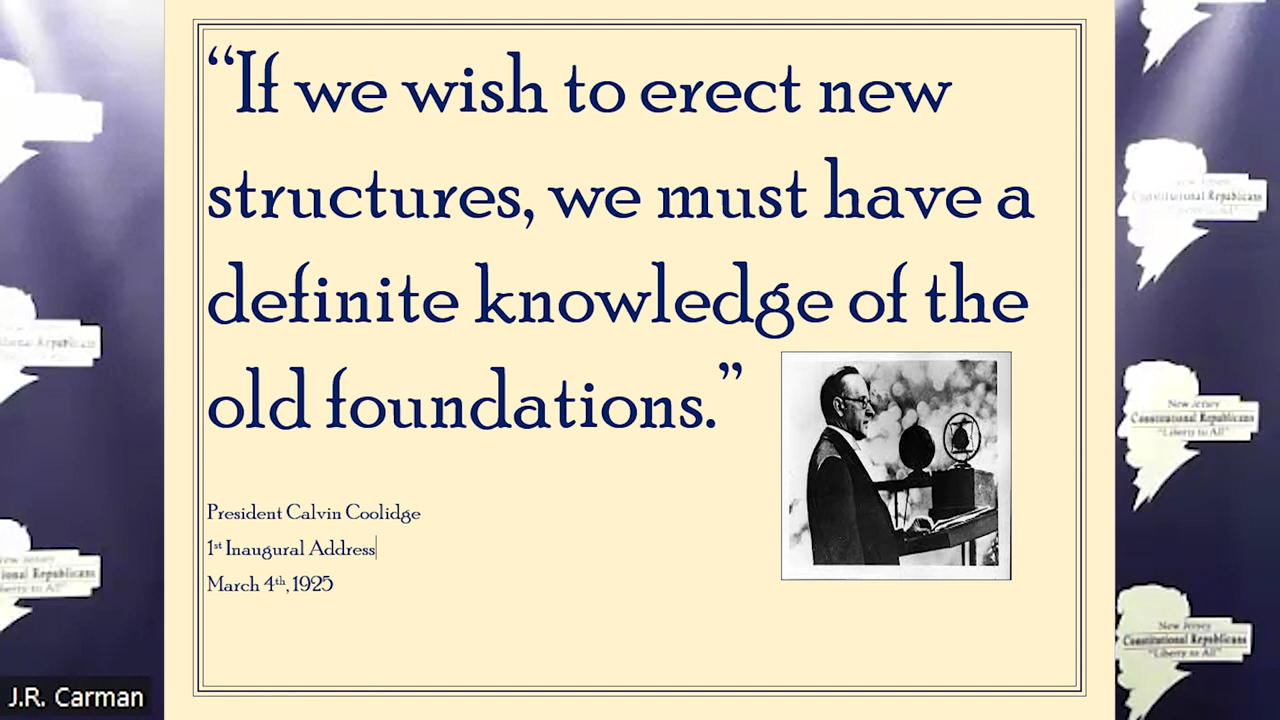 “If we wish to erect new
structures, we must have a
definite knowledge of the
old foundations.”
President Calvin Coolidge
1st Inaugural Address
March 4th, 1925
J.R. Carman
Constitutional Republicans
New Jersey
Constitutional Republicans
"Liberty to All"
New Jersey
Constitutional Republicans
"Liberty to All"